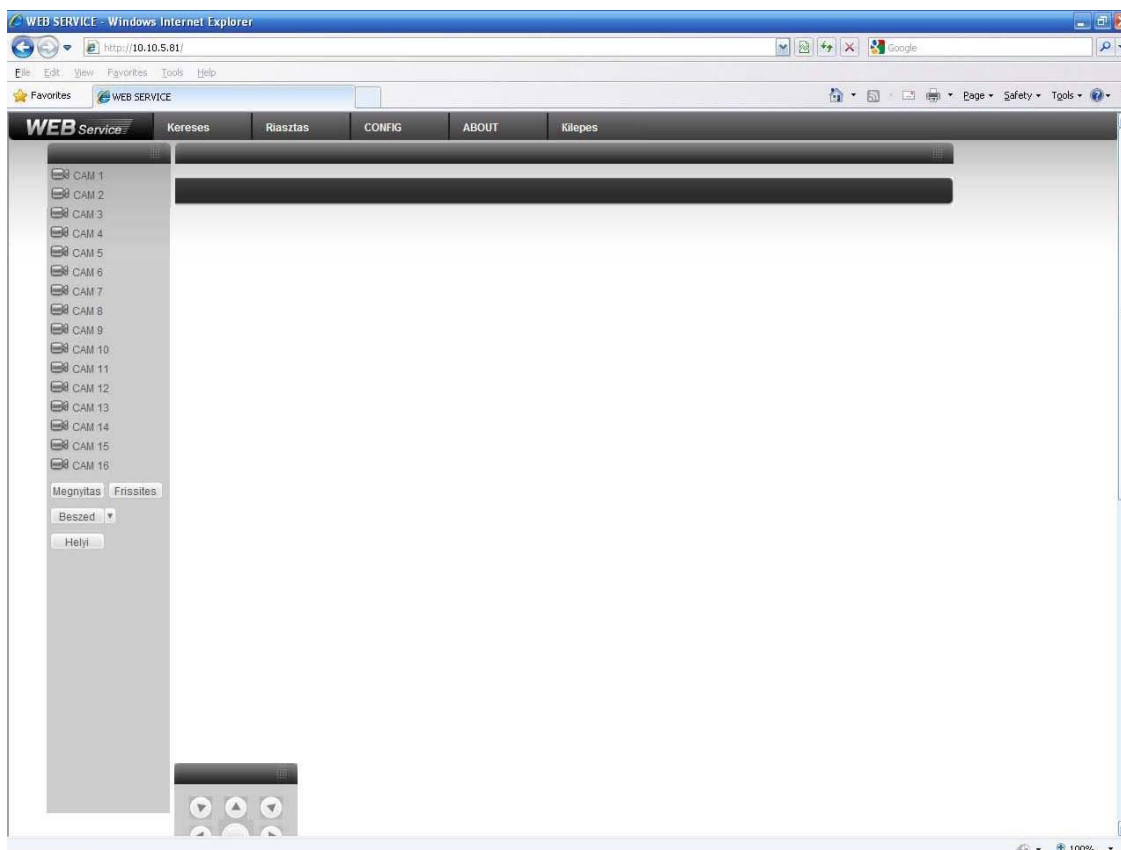 WEB SERVICE - Windows Internet Explorer
http://10.10.5.81/
Google
File Edit View Favorites Tools Help
Favorites WEB SERVICE Page Safety Tools
WEB Service Kereses Riasztas CONFIG ABOUT Kilepes
CAM 1
CAM 2
CAM 3
CAM 4
CAM 5
CAM 6
CAM 7
CAM 8
CAM 9
CAM 10
CAM 11
CAM 12
CAM 13
CAM 14
CAM 15
CAM 16
Megnyitas Frissites
Beszed
Helyi
100%